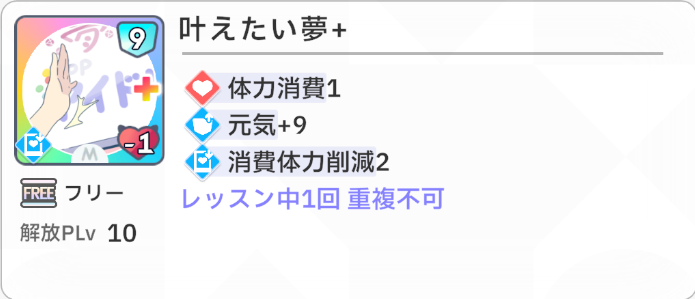 叶えたい夢+
9
-1
M
体力消費1
元気+9
消費体力削減2
レッスン中1回 重複不可
FREE フリー
解放PLv 10